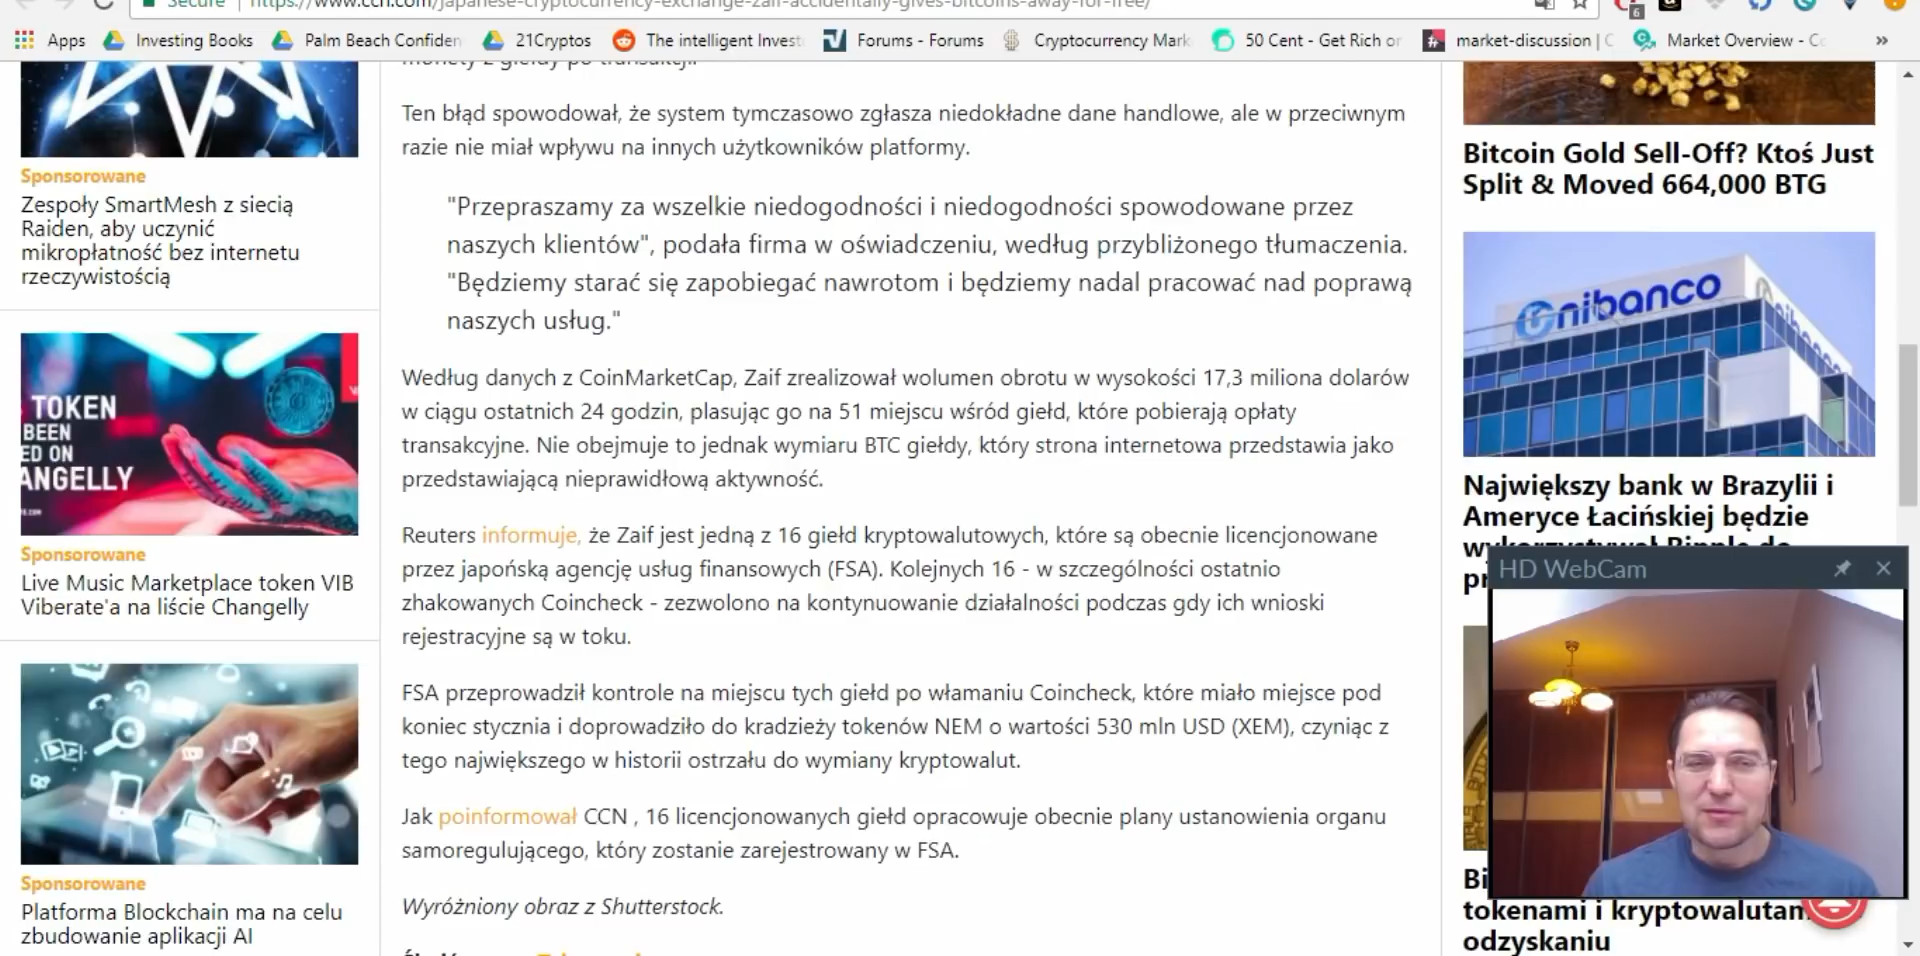 Secure
https://www.ccn.com/japanese-cryptocurrency-exchange-zaif-accidentally-gives-bitcoins-away-for-free/
6
Apps
Investing Books
Palm Beach Confiden
21Cryptos
The intelligent Invest
Forums - Forums
Cryptocurrency Mark
50 Cent - Get Rich or
market-discussion |
Market Overview - Co
»
Sponsorowane
Zespoły SmartMesh z siecią
Raiden, aby uczynić
mikropłatność bez internetu
rzeczywistością
TOKEN
BEEN
ED ON
ANGELLY
Sponsorowane
Live Music Marketplace token VIB
Viberate'a na liście Changelly
Sponsorowane
Platforma Blockchain ma na celu
zbudowanie aplikacji AI
monety z giełdy po transakcji.
Ten błąd spowodował, że system tymczasowo zgłasza niedokładne dane handlowe, ale w przeciwnym
razie nie miał wpływu na innych użytkowników platformy.
"Przepraszamy za wszelkie niedogodności i niedogodności spowodowane przez
naszych klientów", podała firma w oświadczeniu, według przybliżonego tłumaczenia.
"Będziemy starać się zapobiegać nawrotom i będziemy nadal pracować nad poprawą
naszych usług."
Według danych z CoinMarketCap, Zaif zrealizował wolumen obrotu w wysokości 17,3 miliona dolarów
w ciągu ostatnich 24 godzin, plasując go na 51 miejscu wśród giełd, które pobierają opłaty
transakcyjne. Nie obejmuje to jednak wymiaru BTC giełdy, który strona internetowa przedstawia jako
przedstawiającą nieprawidłową aktywność.
Reuters informuje, że Zaif jest jedną z 16 giełd kryptowalutowych, które są obecnie licencjonowane
przez japońską agencję usług finansowych (FSA). Kolejnych 16 - w szczególności ostatnio
zhakowanych Coincheck - zezwolono na kontynuowanie działalności podczas gdy ich wnioski
rejestracyjne są w toku.
FSA przeprowadził kontrole na miejscu tych giełd po włamaniu Coincheck, które miało miejsce pod
koniec stycznia i doprowadziło do kradzieży tokenów NEM o wartości 530 mln USD (XEM), czyniąc z
tego największego w historii ostrzału do wymiany kryptowalut.
Jak poinformował CCN , 16 licencjonowanych giełd opracowuje obecnie plany ustanowienia organu
samoregulującego, który zostanie zarejestrowany w FSA.
Wyróżniony obraz z Shutterstock.
Bitcoin Gold Sell-Off? Ktoś Just
Split & Moved 664,000 BTG
nibanco
Największy bank w Brazylii i
Ameryce Łacińskiej będzie
wykorzystywał Ripple do
HD WebCam
tokenami i kryptowalutam
odzyskaniu